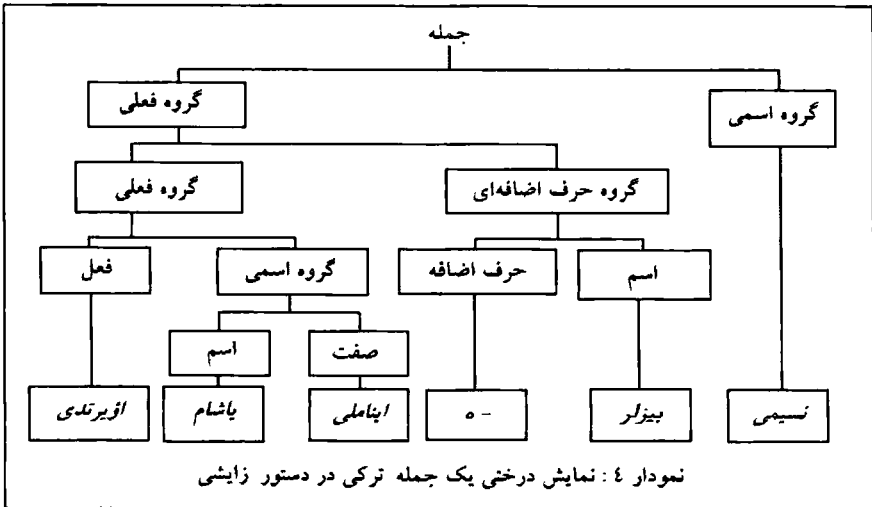 جمله
گروه اسمی
گروه فعلی
گروه حرف اضافه‌ای
گروه فعلی
اسم
حرف اضافه
گروه اسمی
فعل
صفت
اسم
نسیمی
بیزلر
- ه
ایناملی
یاشام
اؤیرتدی
نمودار ٤ : نمایش درختی یک جمله ترکی در دستور زایشی